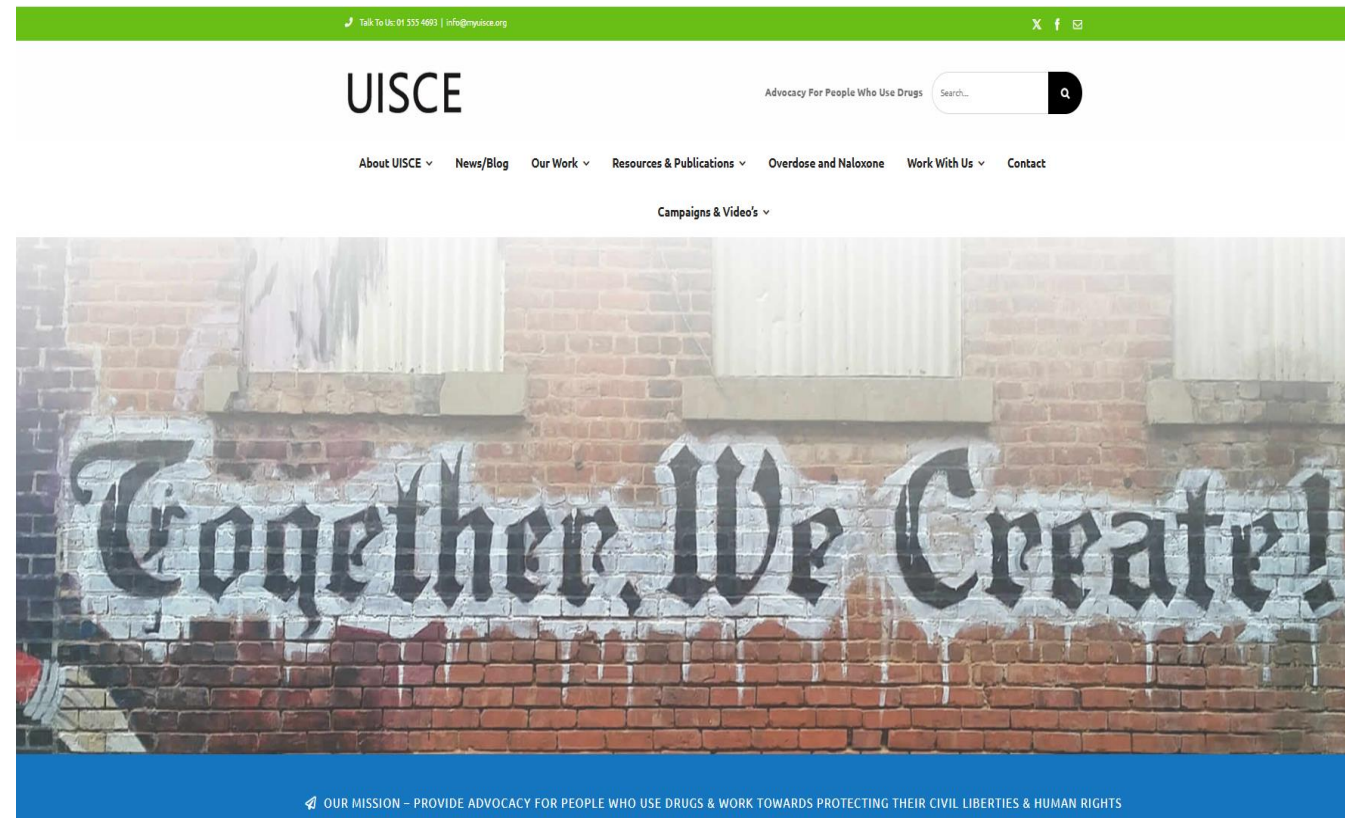 Talk To Us: 01 555 4693 | info@myuisce.org
UISCE
Advocacy For People Who Use Drugs
Search...
About UISCE
News/Blog
Our Work
Resources & Publications
Overdose and Naloxone
Work With Us
Contact
Campaigns & Video's
Together, We Create!
OUR MISSION – PROVIDE ADVOCACY FOR PEOPLE WHO USE DRUGS & WORK TOWARDS PROTECTING THEIR CIVIL LIBERTIES & HUMAN RIGHTS